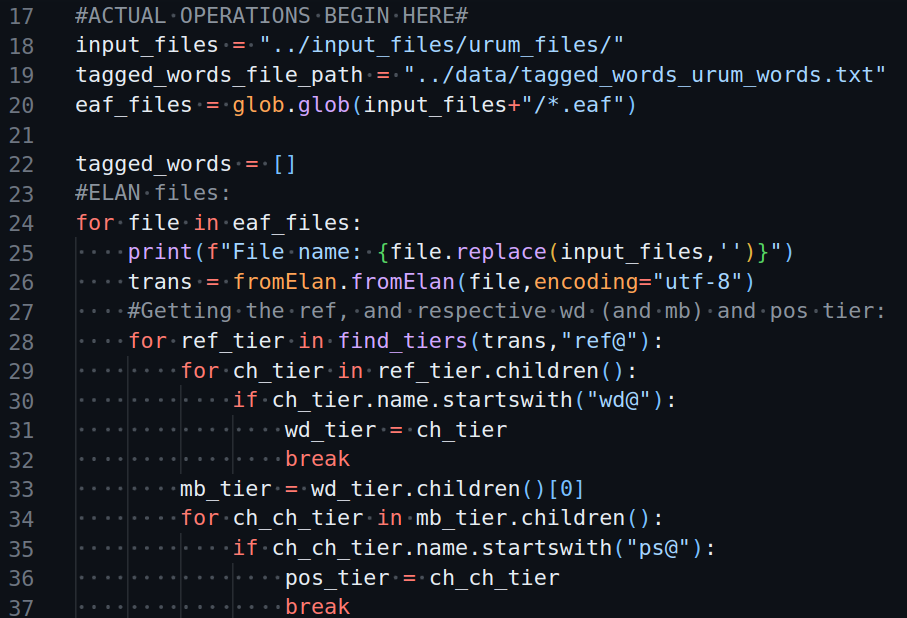 17 #ACTUAL OPERATIONS BEGIN HERE#
18 input_files = "../input_files/urum_files/"
19 tagged_words_file_path = "../data/tagged_words_urum_words.txt"
20 eaf_files = glob.glob(input_files+"/*.eaf")
21
22 tagged_words = []
23 #ELAN files:
24 for file in eaf_files:
25     print(f"File name: {file.replace(input_files,'')}")
26     trans = fromElan.fromElan(file,encoding="utf-8")
27     #Getting the ref, and respective wd (and mb) and pos tier:
28     for ref_tier in find_tiers(trans,"ref@"):
29         for ch_tier in ref_tier.children():
30             if ch_tier.name.startswith("wd@"):
31                 wd_tier = ch_tier
32                 break
33         mb_tier = wd_tier.children()[0]
34         for ch_ch_tier in mb_tier.children():
35             if ch_ch_tier.name.startswith("ps@"):
36                 pos_tier = ch_ch_tier
37                 break